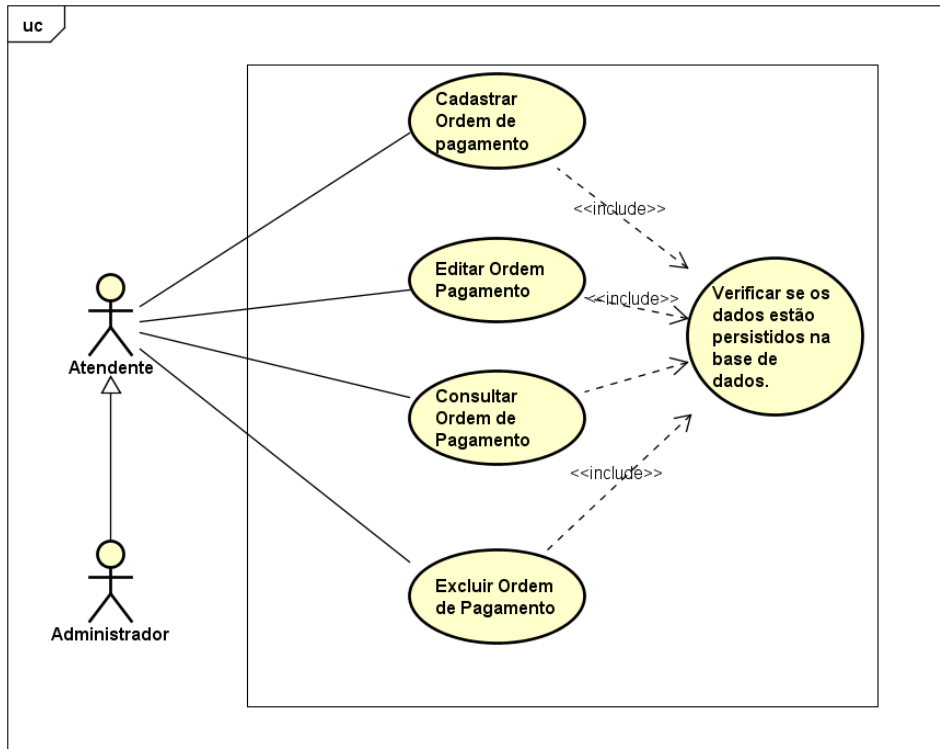 uc
Cadastrar
Ordem de
pagamento
<<include>>
Editar Ordem
Pagamento
<<include>>
Verificar se os
dados estão
persistidos na
base de
dados.
Atendente
Consultar
Ordem de
Pagamento
<<include>>
Excluir Ordem
de Pagamento
Administrador